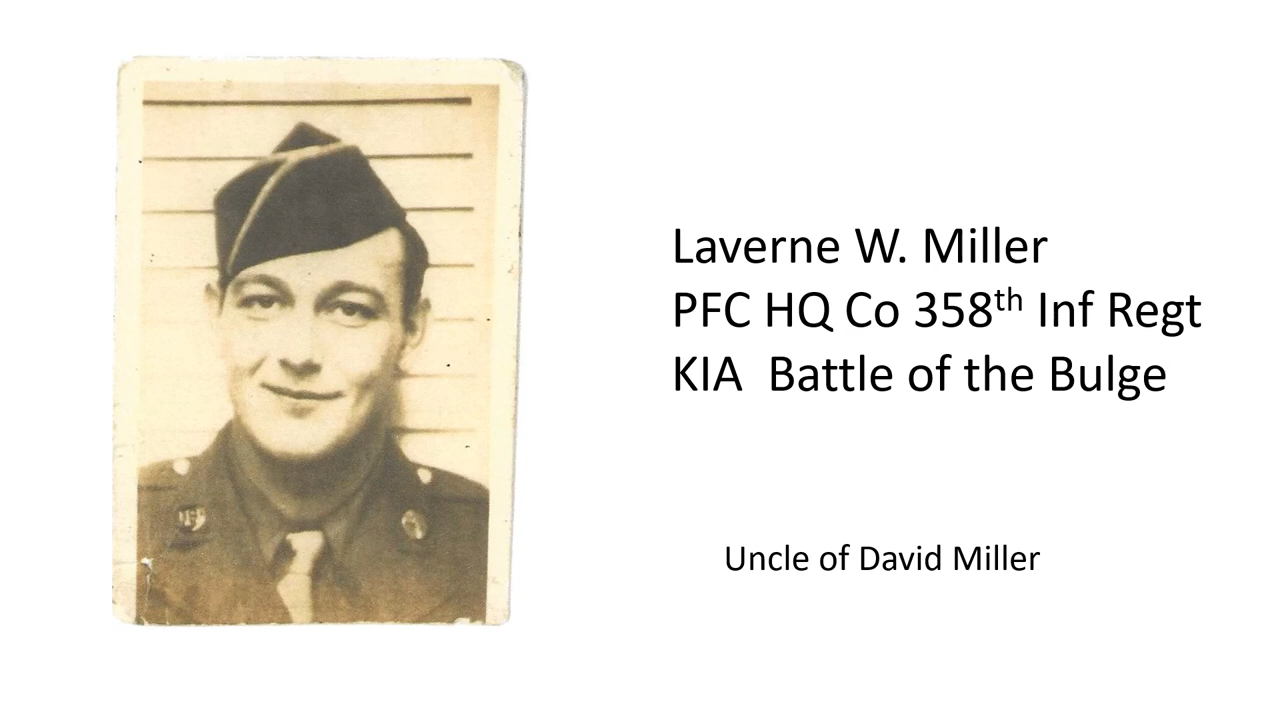 Laverne W. Miller
PFC HQ Co 358th Inf Regt
KIA  Battle of the Bulge
Uncle of David Miller